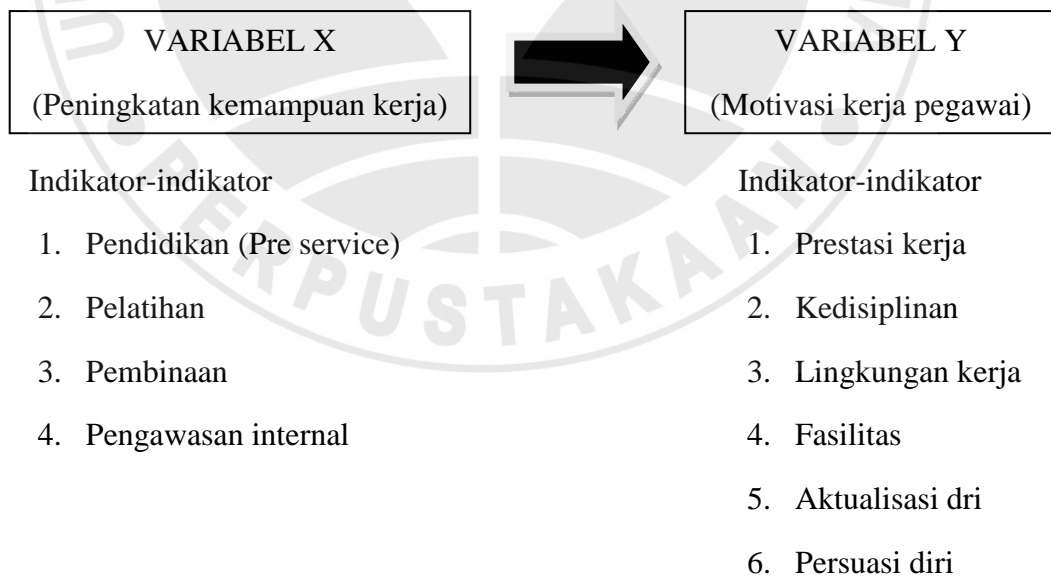 VARIABEL X
(Peningkatan kemampuan kerja)
VARIABEL Y
(Motivasi kerja pegawai)
Indikator-indikator
1. Pendidikan (Pre service)
2. Pelatihan
3. Pembinaan
4. Pengawasan internal
Indikator-indikator
1. Prestasi kerja
2. Kedisiplinan
3. Lingkungan kerja
4. Fasilitas
5. Aktualisasi dri
6. Persuasi diri
PERPUSTAKAAN